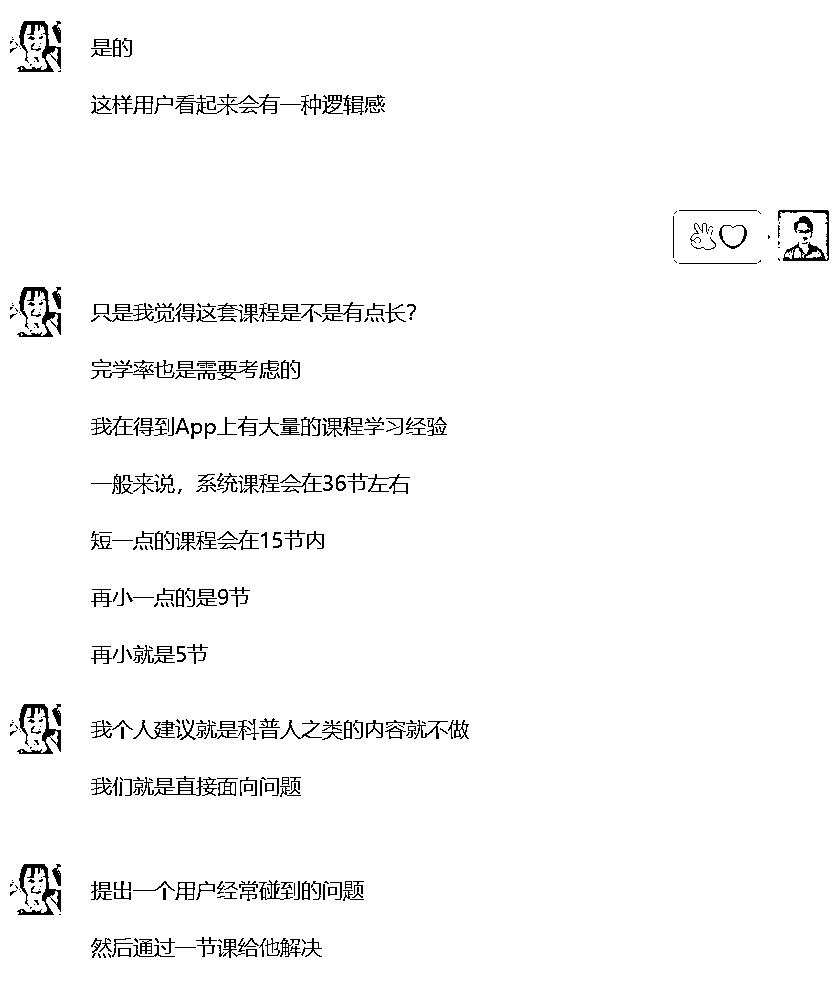 是的
这样用户看起来会有一种逻辑感
只是我觉得这套课程是不是有点长？
完学率也是需要考虑的
我在得到App上有大量的课程学习经验
一般来说，系统课程会在36节左右
短一点的课程会在15节内
再小一点的是9节
再小就是5节
我个人建议就是科普人之类的内容就不做
我们就是直接面向问题
提出一个用户经常碰到的问题
然后通过一节课给他解决